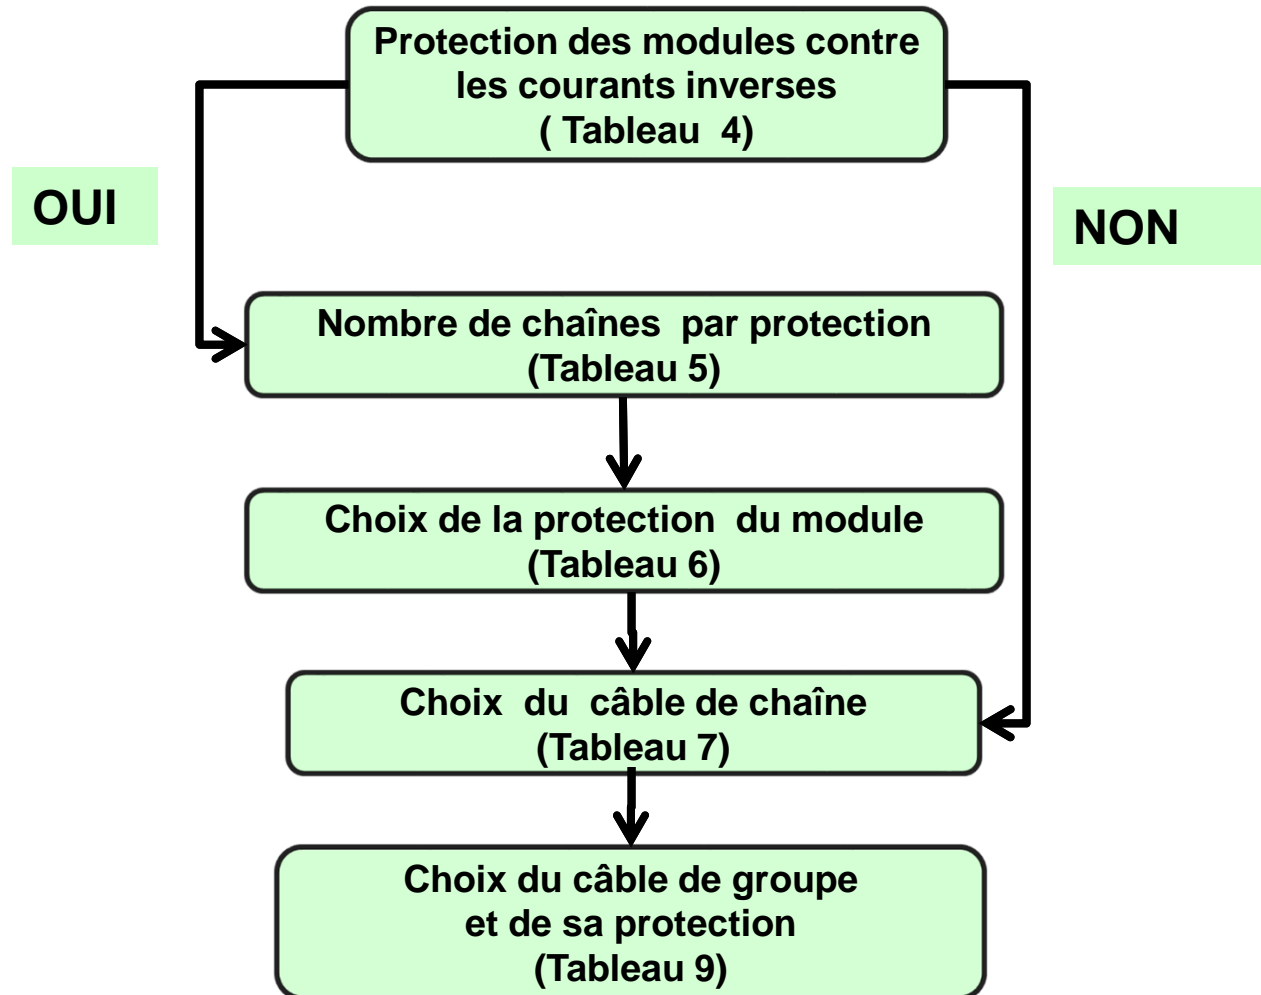 Protection des modules contre
les courants inverses
( Tableau 4)
OUI
NON
Nombre de chaînes par protection
(Tableau 5)
Choix de la protection du module
(Tableau 6)
Choix du câble de chaîne
(Tableau 7)
Choix du câble de groupe
et de sa protection
(Tableau 9)